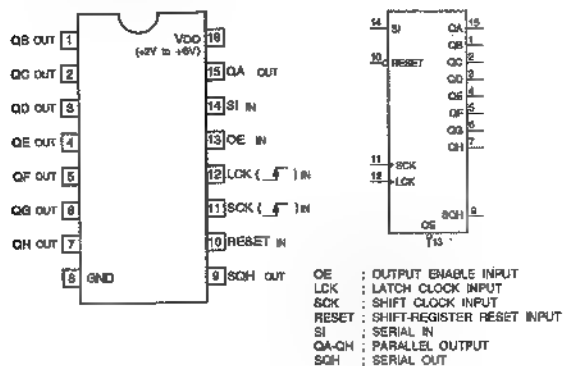 QB OUT 1
QC OUT 2
QD OUT 3
QE OUT 4
QF OUT 5
QG OUT 6
QH OUT 7
8 GND
16 VDD
(+2V to +6V)
15 QA OUT
14 SI IN
13 OE IN
12 LCK ( ) IN
11 SCK ( ) IN
10 RESET IN
9 SQH OUT
14 SI
10 RESET
11 SCK
12 LCK
QA 15
QB 1
QC 2
QD 3
QE 4
QF 5
QG 6
QH 7
SQH 9
OE
13
OE : OUTPUT ENABLE INPUT
LCK : LATCH CLOCK INPUT
SCK : SHIFT CLOCK INPUT
RESET : SHIFT-REGISTER RESET INPUT
SI : SERIAL IN
QA-QH : PARALLEL OUTPUT
SQH : SERIAL OUT